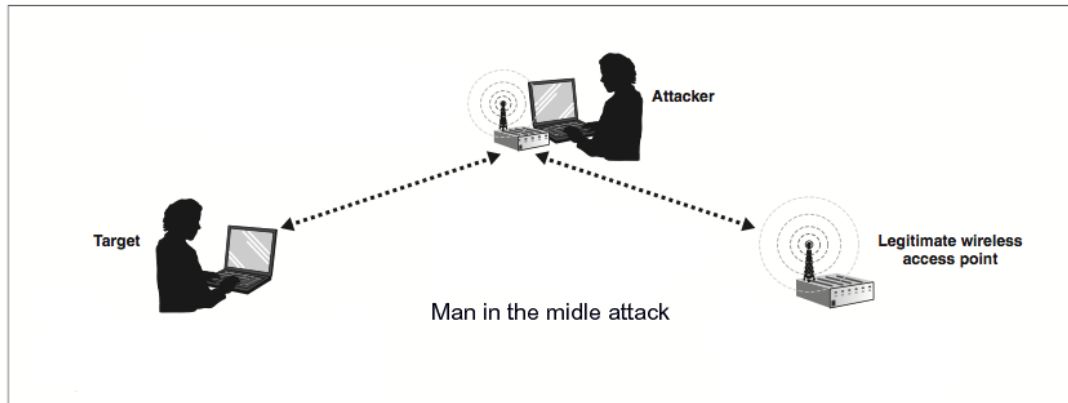 Attacker
Target
Legitimate wireless
access point
Man in the midle attack